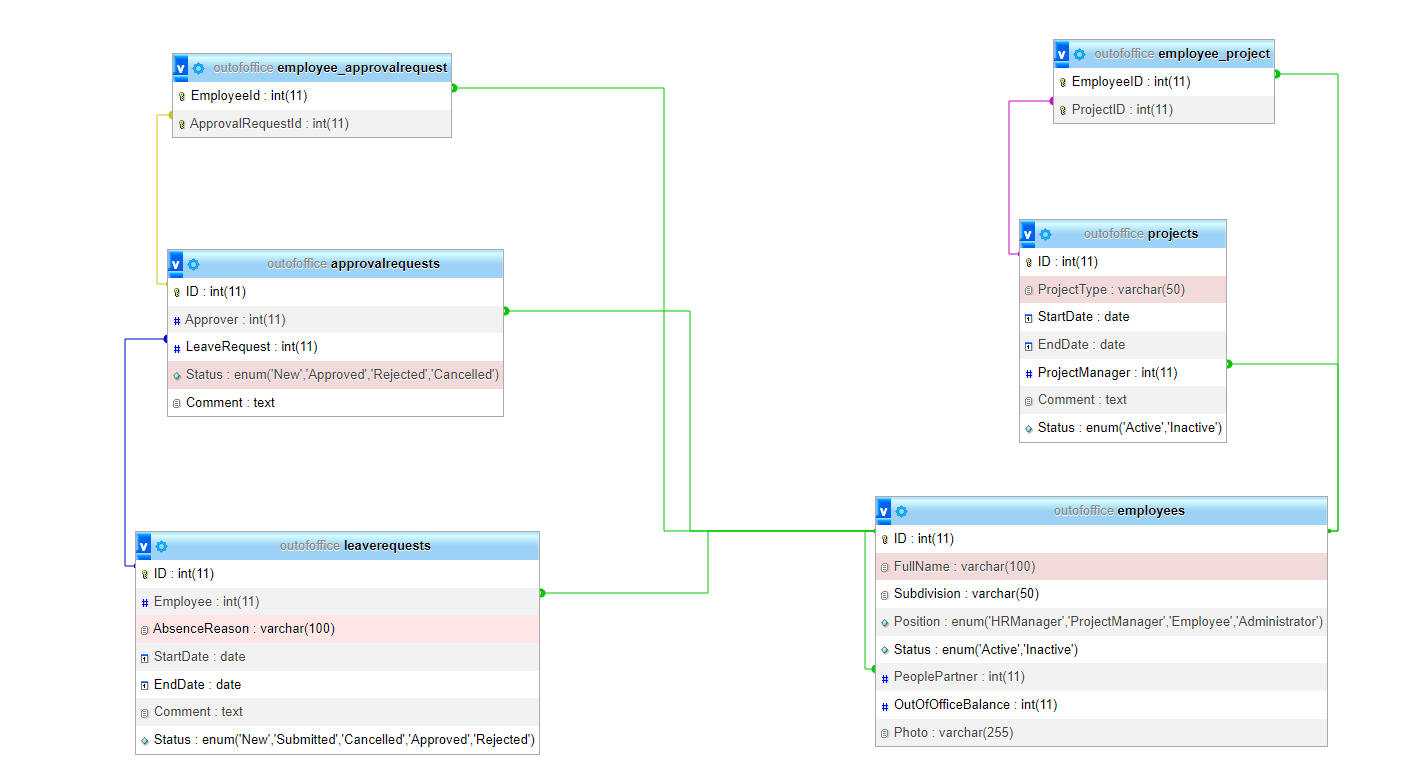 outofoffice employee_approvalrequest
EmployeeId : int(11)
ApprovalRequestId : int(11)
outofoffice employee_project
EmployeeID : int(11)
ProjectID : int(11)
outofoffice approvalrequests
ID : int(11)
Approver : int(11)
LeaveRequest : int(11)
Status : enum('New','Approved','Rejected','Cancelled')
Comment : text
outofoffice projects
ID : int(11)
ProjectType : varchar(50)
StartDate : date
EndDate : date
ProjectManager : int(11)
Comment : text
Status : enum('Active','Inactive')
outofoffice leaverequests
ID : int(11)
Employee : int(11)
AbsenceReason : varchar(100)
StartDate : date
EndDate : date
Comment : text
Status : enum('New','Submitted','Cancelled','Approved','Rejected')
outofoffice employees
ID : int(11)
FullName : varchar(100)
Subdivision : varchar(50)
Position : enum('HRManager','ProjectManager','Employee','Administrator')
Status : enum('Active','Inactive')
PeoplePartner : int(11)
OutOfOfficeBalance : int(11)
Photo : varchar(255)